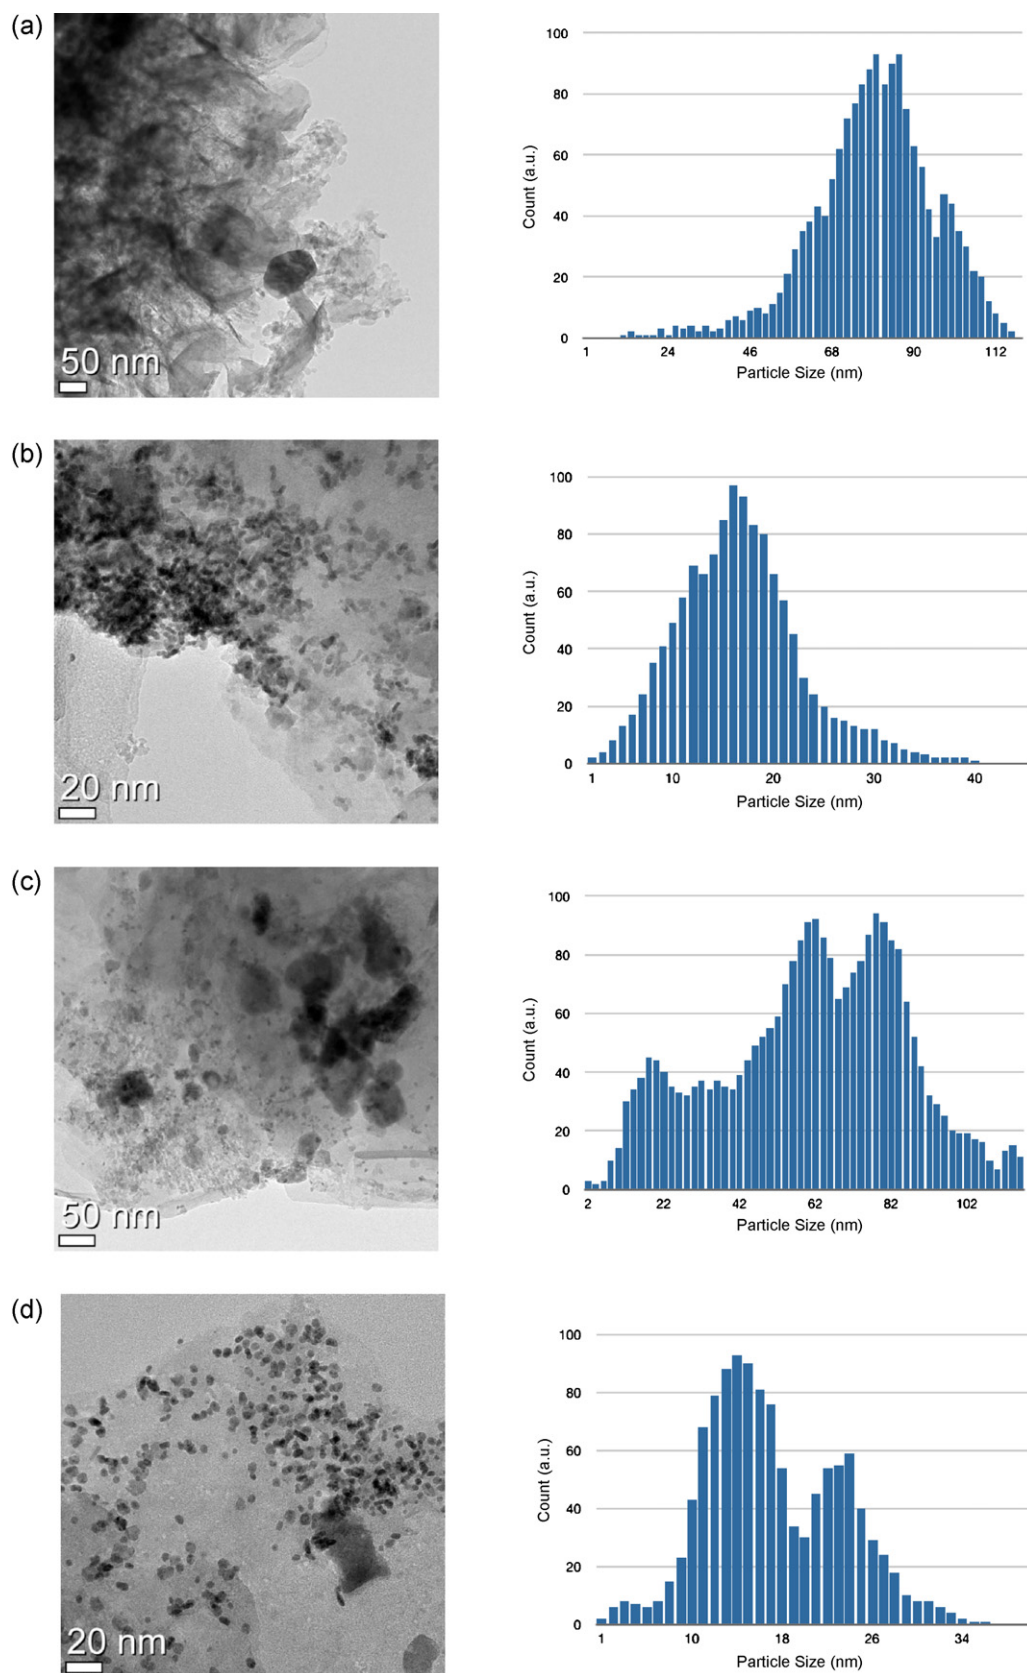 (a)
50 nm
Count (a.u.)
100
80
60
40
20
0
1 24 46 68 90 112
Particle Size (nm)
(b)
20 nm
Count (a.u.)
100
80
60
40
20
0
1 10 20 30 40
Particle Size (nm)
(c)
50 nm
Count (a.u.)
100
80
60
40
20
0
2 22 42 62 82 102
Particle Size (nm)
(d)
20 nm
Count (a.u.)
100
80
60
40
20
0
1 10 18 26 34
Particle Size (nm)